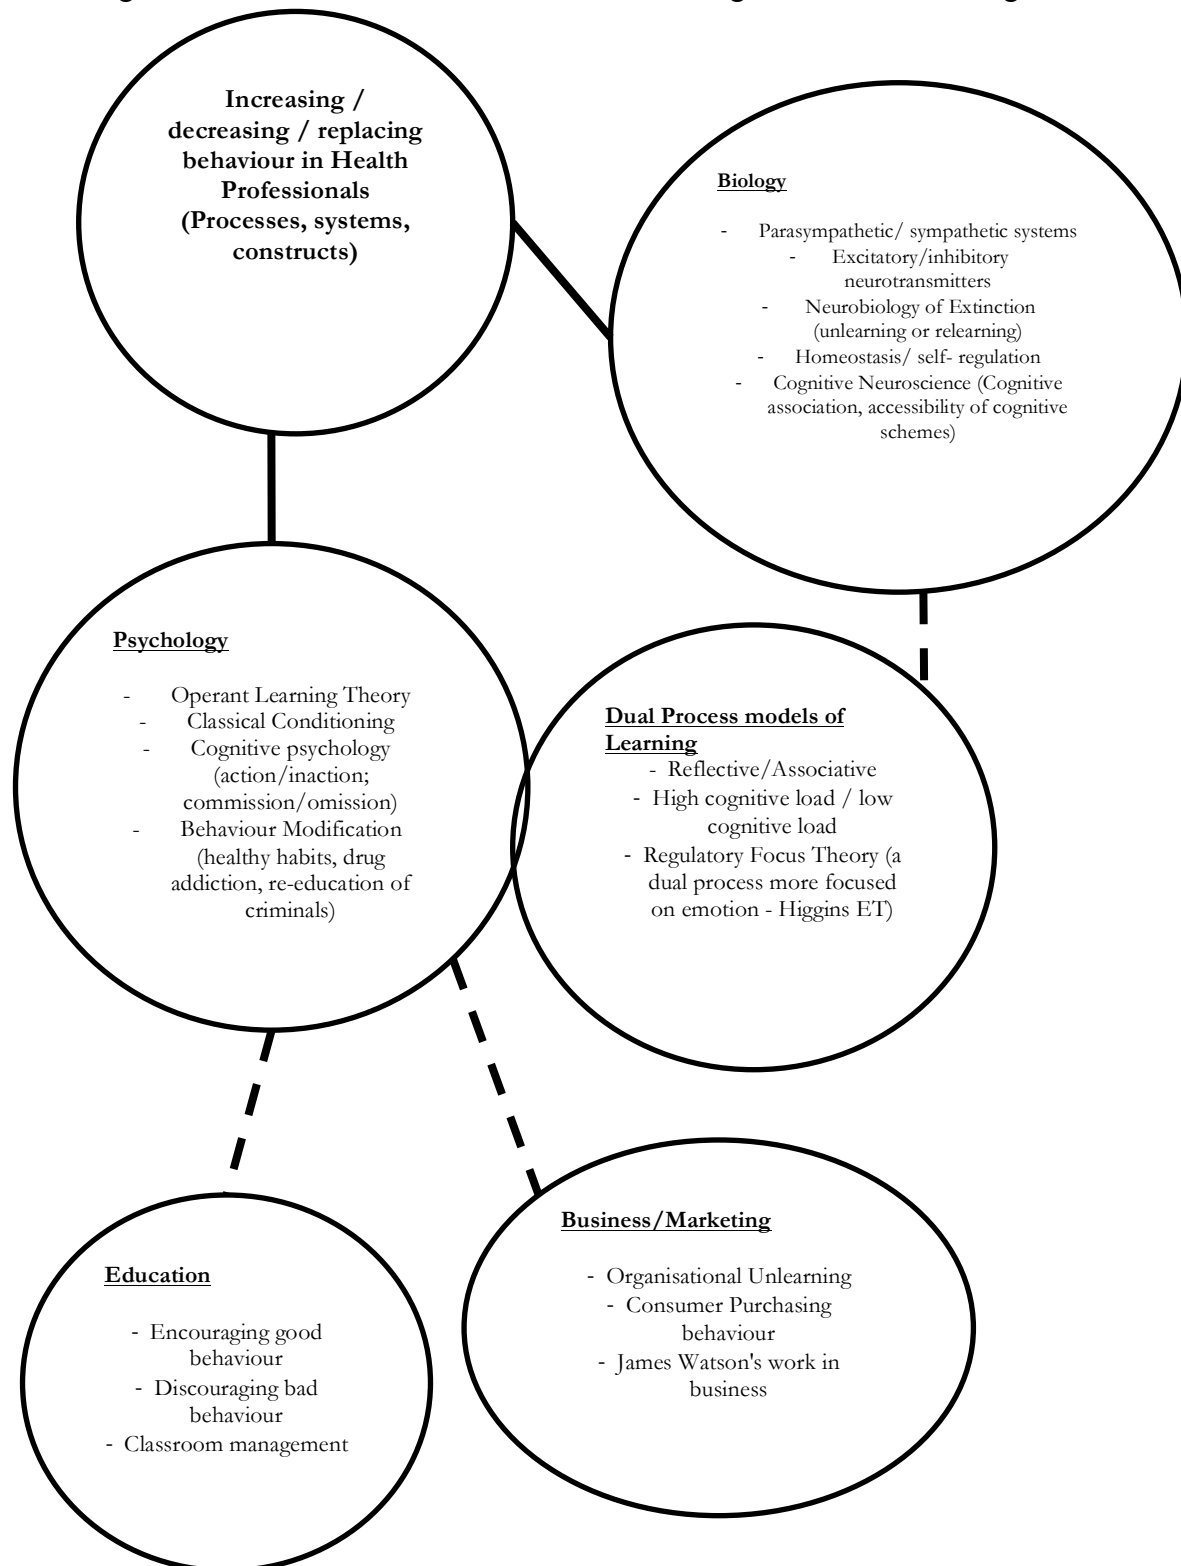 Increasing /
decreasing / replacing
behaviour in Health
Professionals
(Processes, systems,
constructs)
Biology
- Parasympathetic/ sympathetic systems
- Excitatory/inhibitory
neurotransmitters
- Neurobiology of Extinction
(unlearning or relearning)
- Homeostasis/ self- regulation
- Cognitive Neuroscience (Cognitive
association, accessibility of cognitive
schemes)
Psychology
- Operant Learning Theory
- Classical Conditioning
- Cognitive psychology
(action/inaction;
commission/omission)
- Behaviour Modification
(healthy habits, drug
addiction, re-education of
criminals)
Dual Process models of
Learning
- Reflective/Associative
- High cognitive load / low
cognitive load
- Regulatory Focus Theory (a
dual process more focused
on emotion - Higgins ET)
Education
- Encouraging good
behaviour
- Discouraging bad
behaviour
- Classroom management
Business/Marketing
- Organisational Unlearning
- Consumer Purchasing
behaviour
- James Watson's work in
business